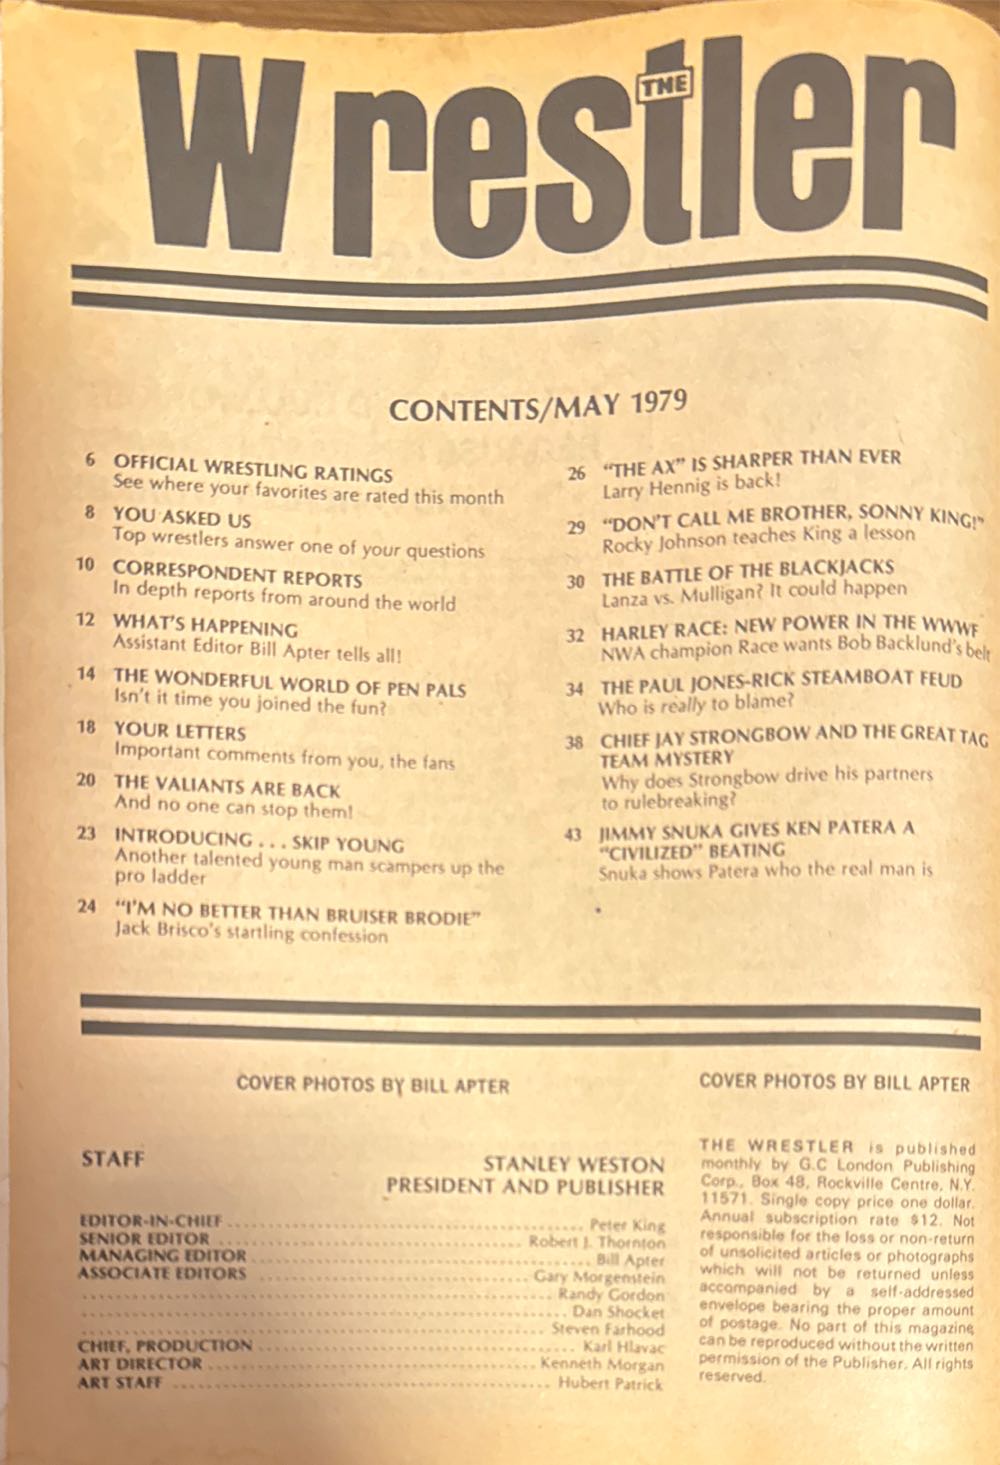 THE
Wrestler
CONTENTS/MAY 1979
6 OFFICIAL WRESTLING RATINGS
See where your favorites are rated this month
8 YOU ASKED US
Top wrestlers answer one of your questions
10 CORRESPONDENT REPORTS
In depth reports from around the world
12 WHAT'S HAPPENING
Assistant Editor Bill Apter tells all!
14 THE WONDERFUL WORLD OF PEN PALS
Isn't it time you joined the fun?
18 YOUR LETTERS
Important comments from you, the fans
20 THE VALIANTS ARE BACK
And no one can stop them!
23 INTRODUCING . . . SKIP YOUNG
Another talented young man scampers up the
pro ladder
24 "I'M NO BETTER THAN BRUISER BRODIE"
Jack Brisco's startling confession
26 "THE AX" IS SHARPER THAN EVER
Larry Hennig is back!
29 "DON'T CALL ME BROTHER, SONNY KING!"
Rocky Johnson teaches King a lesson
30 THE BATTLE OF THE BLACKJACKS
Lanza vs. Mulligan? It could happen
32 HARLEY RACE: NEW POWER IN THE WWWF
NWA champion Race wants Bob Backlund's belt
34 THE PAUL JONES-RICK STEAMBOAT FEUD
Who is really to blame?
38 CHIEF JAY STRONGBOW AND THE GREAT TAG
TEAM MYSTERY
Why does Strongbow drive his partners
to rulebreaking?
43 JIMMY SNUKA GIVES KEN PATERA A
"CIVILIZED" BEATING
Snuka shows Patera who the real man is
COVER PHOTOS BY BILL APTER
STAFF
STANLEY WESTON
PRESIDENT AND PUBLISHER
EDITOR-IN-CHIEF Peter King
SENIOR EDITOR Robert J. Thornton
MANAGING EDITOR Bill Apter
ASSOCIATE EDITORS Gary Morgenstein
Randy Gordon
Dan Shocket
Steven Farhood
CHIEF, PRODUCTION Karl Hlavac
ART DIRECTOR Kenneth Morgan
ART STAFF Hubert Patrick
COVER PHOTOS BY BILL APTER
THE WRESTLER is published
monthly by G.C London Publishing
Corp., Box 48, Rockville Centre, N.Y.
11571. Single copy price one dollar.
Annual subscription rate $12. Not
responsible for the loss or non-return
of unsolicited articles or photographs
which will not be returned unless
accompanied by a self-addressed
envelope bearing the proper amount
of postage. No part of this magazine
can be reproduced without the written
permission of the Publisher. All rights
reserved.